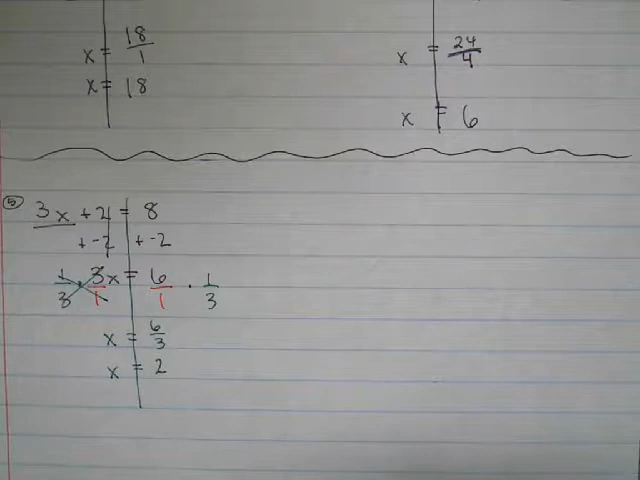 x = 18/1
x = 18
x = 24/4
x = 6
5
3x + 2 = 8
+ -2 + -2
1/3 · 3x/1 = 6/1 · 1/3
x = 6/3
x = 2